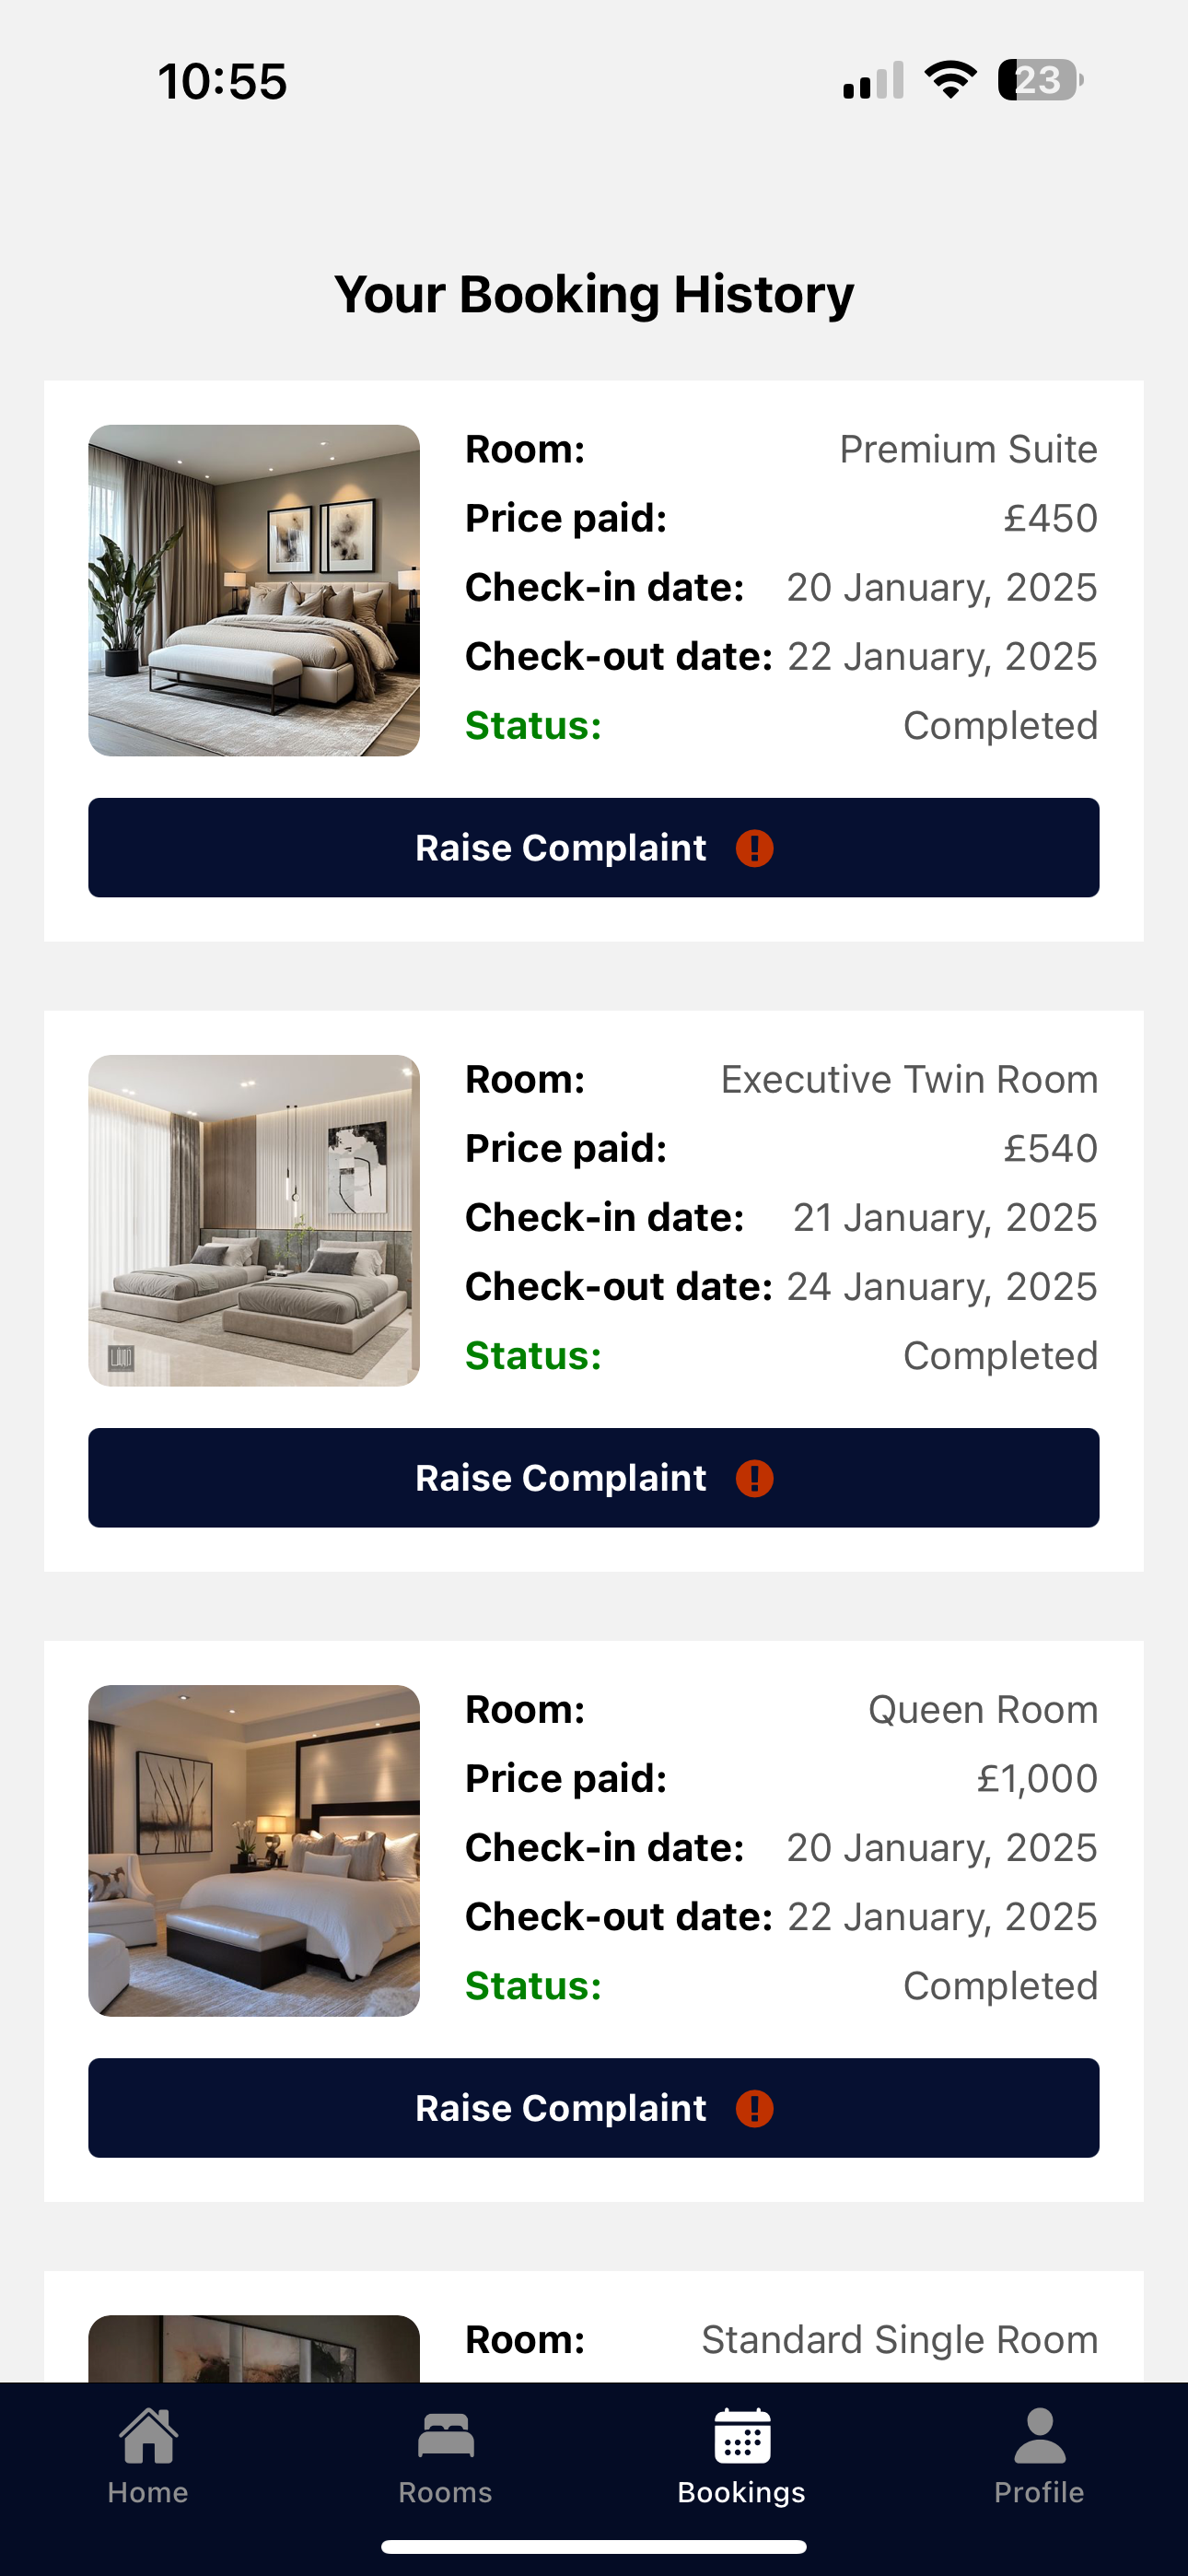 10:55
23
Your Booking History
Room: Premium Suite
Price paid: £450
Check-in date: 20 January, 2025
Check-out date: 22 January, 2025
Status: Completed
Raise Complaint
Room: Executive Twin Room
Price paid: £540
Check-in date: 21 January, 2025
Check-out date: 24 January, 2025
Status: Completed
Raise Complaint
Room: Queen Room
Price paid: £1,000
Check-in date: 20 January, 2025
Check-out date: 22 January, 2025
Status: Completed
Raise Complaint
Room: Standard Single Room
Home Rooms Bookings Profile